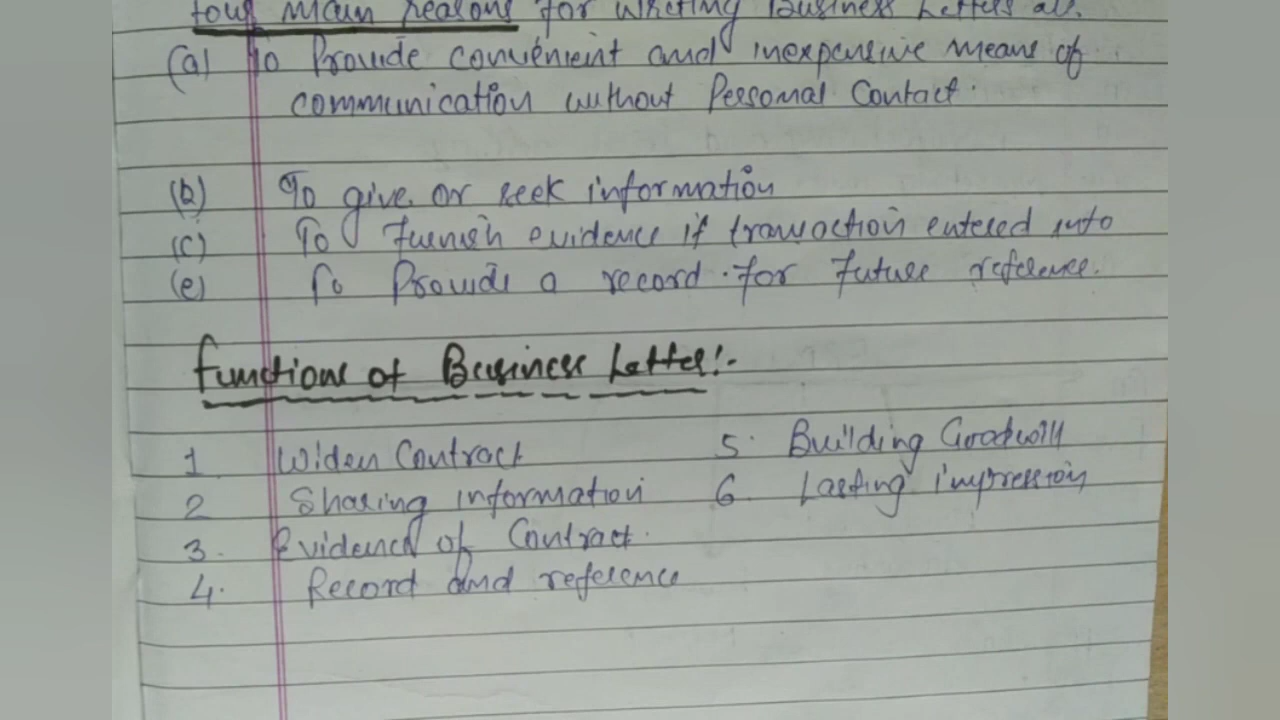 four main reasons for writing Business Letters are.
(a) To Provide convenient and inexpensive means of
communication without Personal Contact.
(b) To give or seek information
(c) To furnish evidence if transaction entered into
(e) To Provide a record for future reference.
Functions of Business Letter:-
1 Widen Contract
2 Sharing information
3. Evidence of Contract.
4. Record and reference
5. Building Goodwill
6. Lasting impression